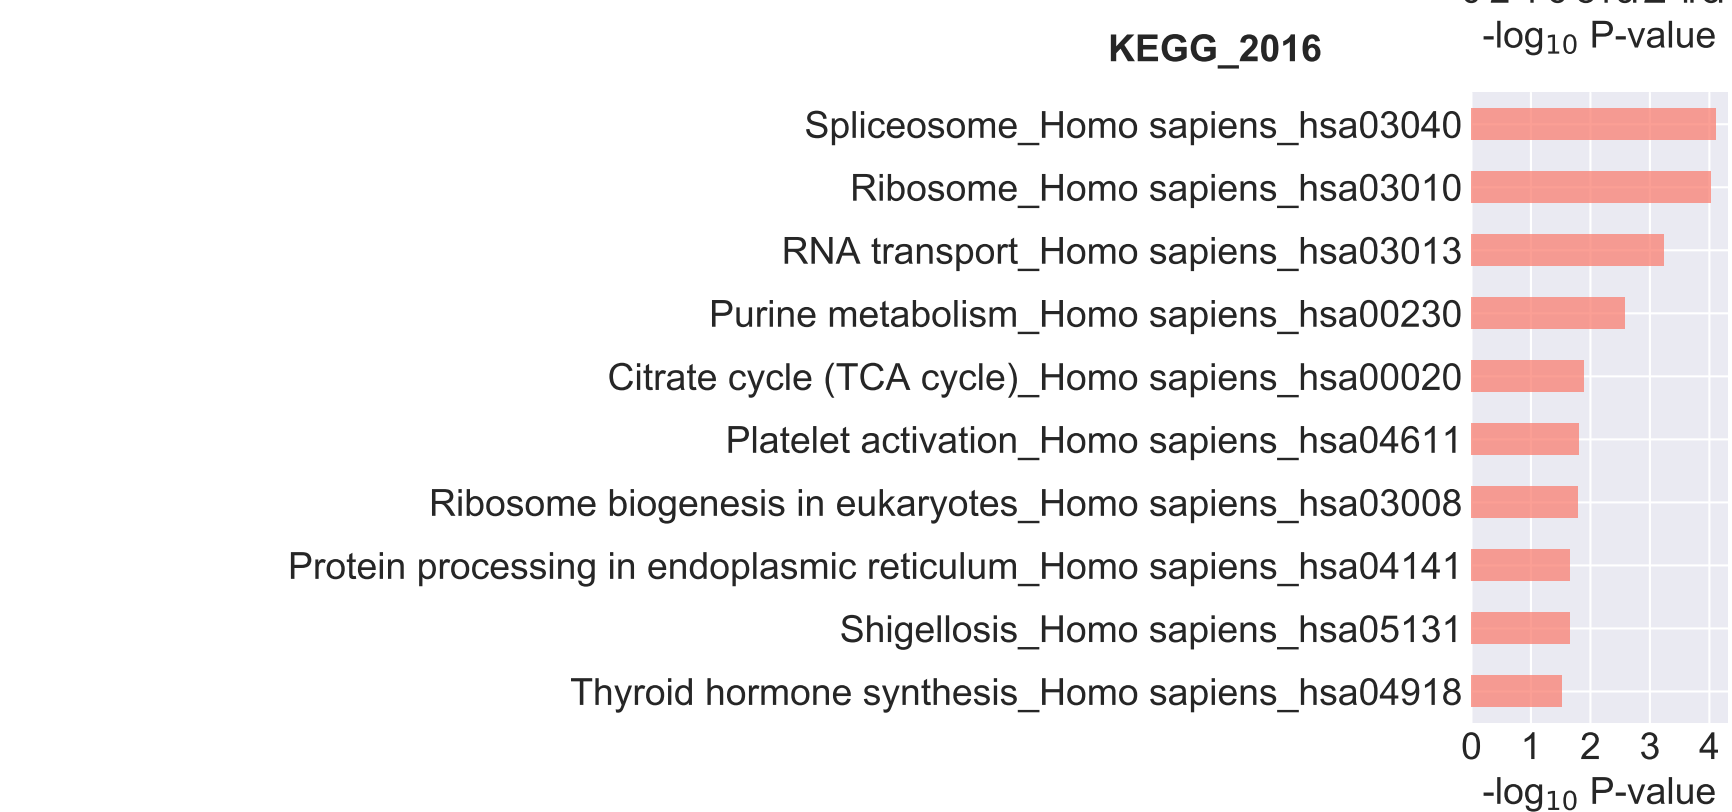 -log10 P-value
KEGG_2016
Spliceosome_Homo sapiens_hsa03040
Ribosome_Homo sapiens_hsa03010
RNA transport_Homo sapiens_hsa03013
Purine metabolism_Homo sapiens_hsa00230
Citrate cycle (TCA cycle)_Homo sapiens_hsa00020
Platelet activation_Homo sapiens_hsa04611
Ribosome biogenesis in eukaryotes_Homo sapiens_hsa03008
Protein processing in endoplasmic reticulum_Homo sapiens_hsa04141
Shigellosis_Homo sapiens_hsa05131
Thyroid hormone synthesis_Homo sapiens_hsa04918
0 1 2 3 4
-log10 P-value